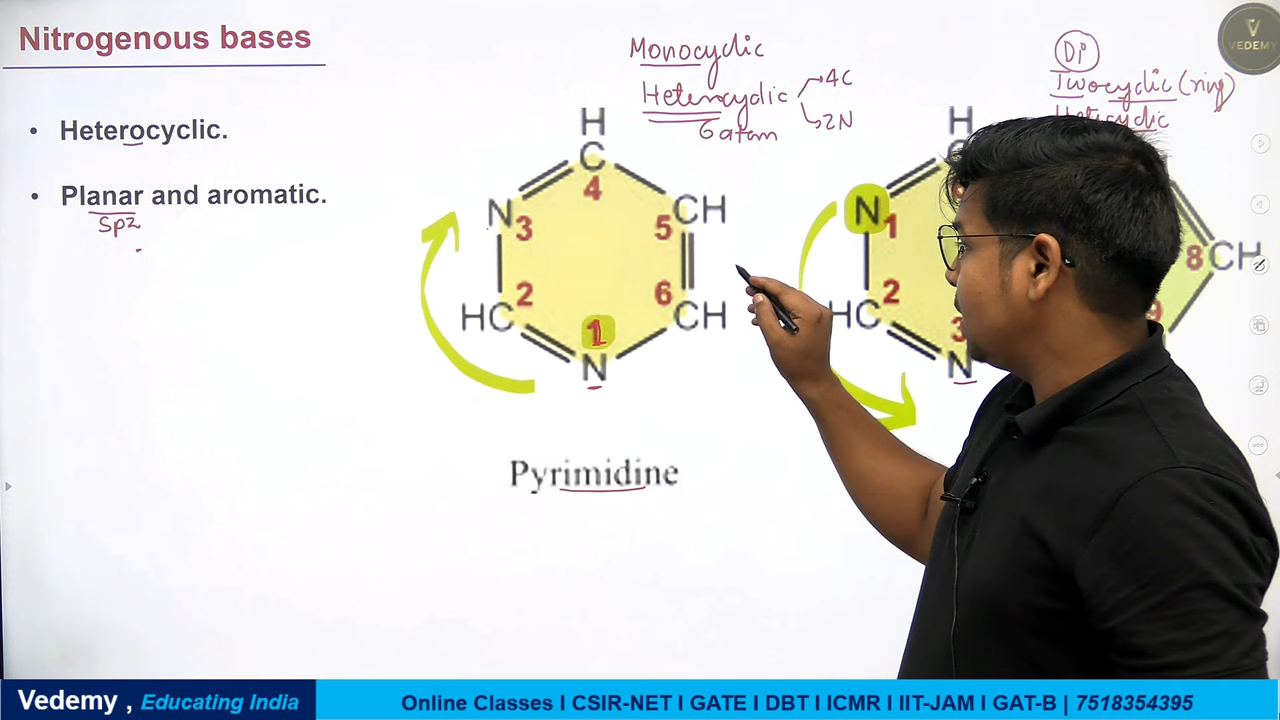 Nitrogenous bases
• Heterocyclic.
• Planar and aromatic.
Sp2
Monocyclic
Heterocyclic → 4C
→ 2N
6 atom
Di
Twocyclic (ring)
Hetrcyclic
VEDEMY
H
C
4
N 3
5 CH
HC 2
6 CH
1
N
Pyrimidine
H
N 1
HC 2
3
N
8 CH
9
Vedemy , Educating India
Online Classes I CSIR-NET I GATE I DBT I ICMR I IIT-JAM I GAT-B | 7518354395